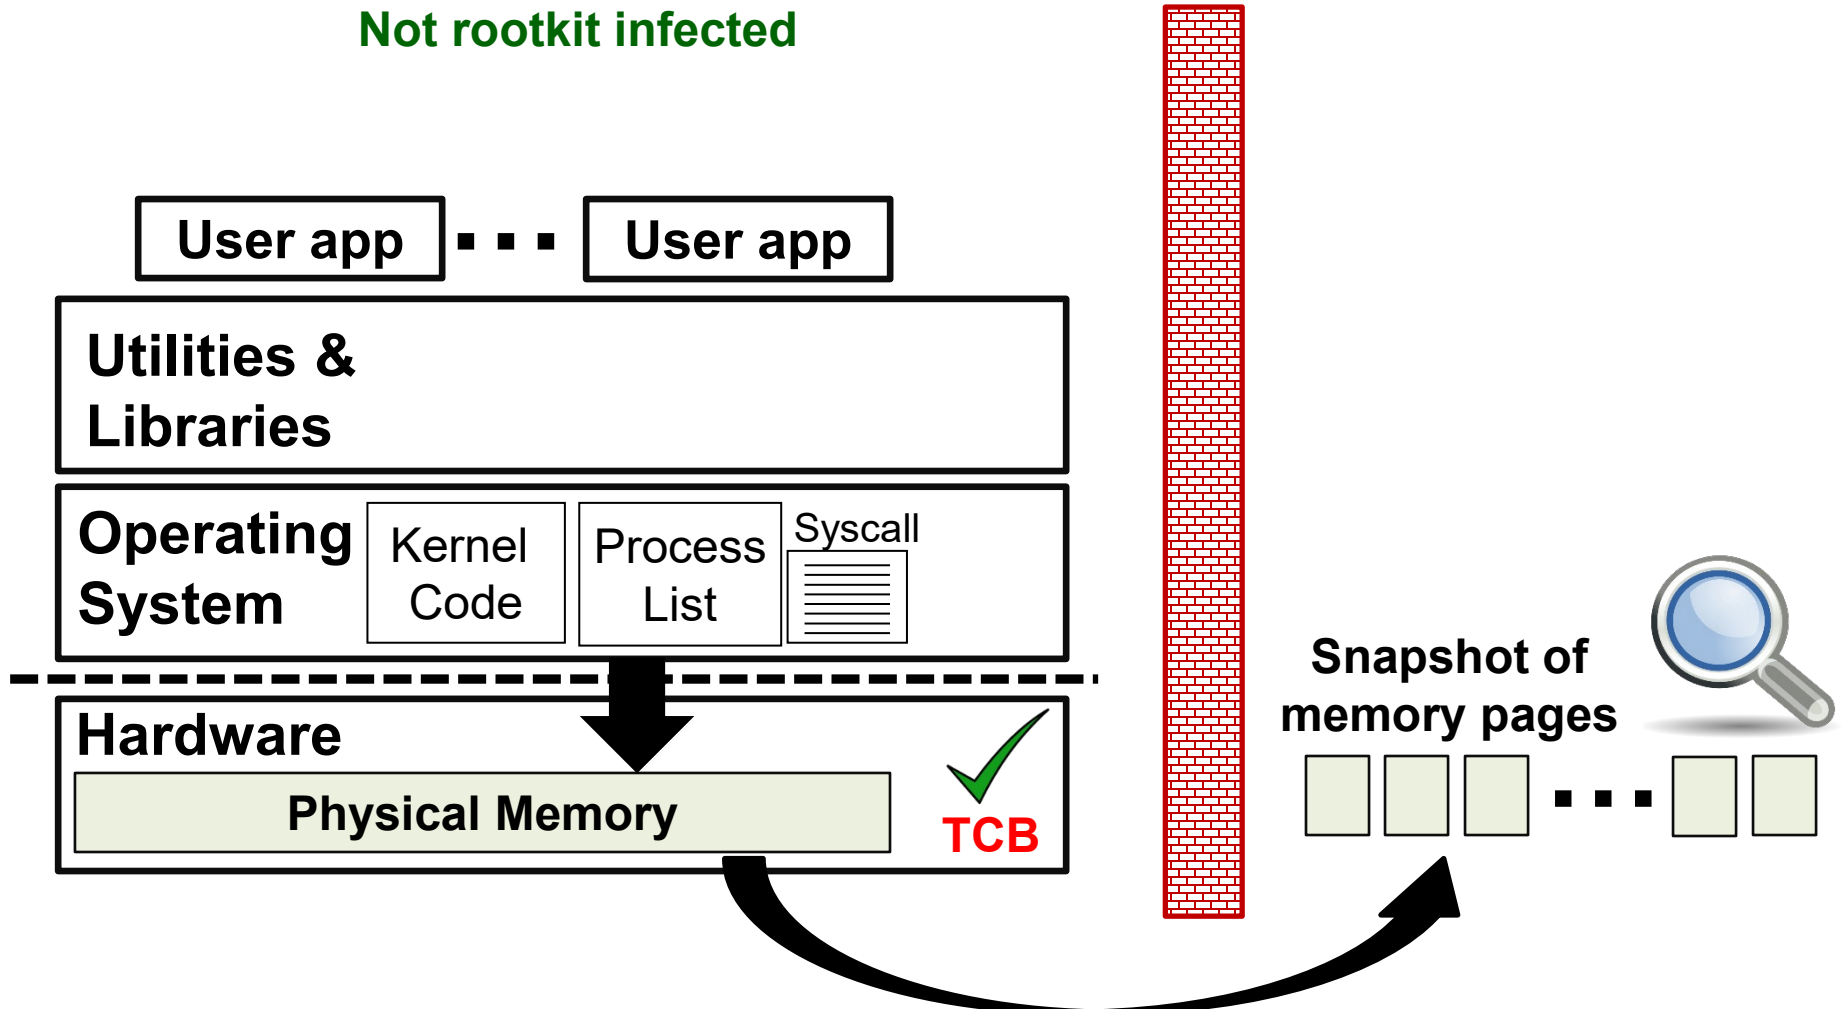 Not rootkit infected
User app
User app
Utilities &
Libraries
Operating
System
Kernel
Code
Process
List
Syscall
Hardware
Physical Memory
TCB
Snapshot of
memory pages